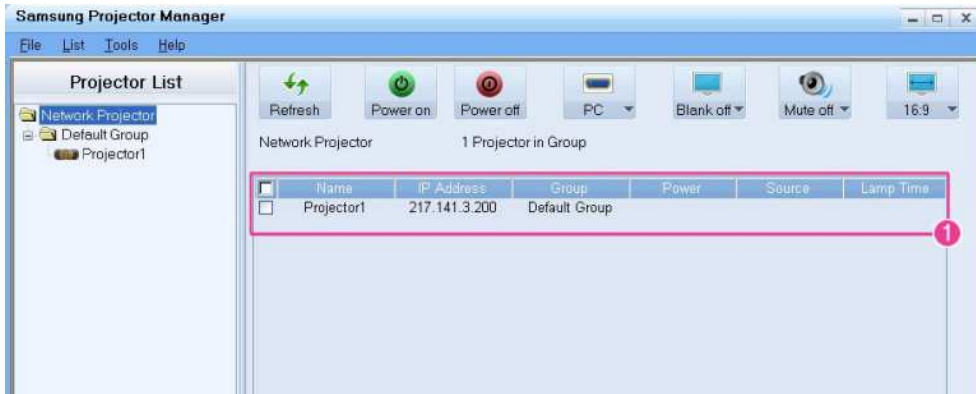 Samsung Projector Manager
File List Tools Help
Projector List
Network Projector
Default Group
Projector1
Refresh Power on Power off PC Blank off Mute off 16:9
Network Projector 1 Projector in Group
Name IP Address Group Power Source Lamp Time
Projector1 217.141.3.200 Default Group
1